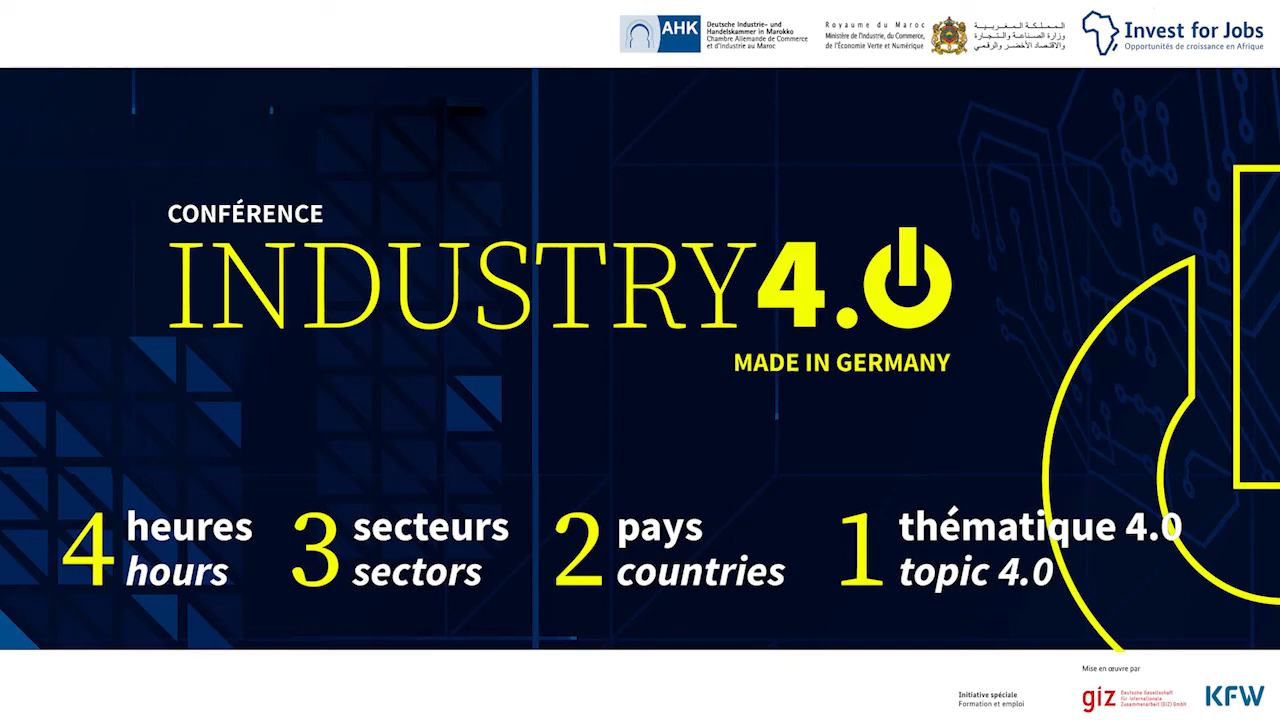 AHK
Deutsche Industrie- und
Handelskammer in Marokko
Chambre Allemande de Commerce
et d'Industrie au Maroc
Royaume du Maroc
Ministère de l'Industrie, du Commerce,
de l'Économie Verte et Numérique
المملكة المغربية
وزارة الصناعة والتجارة
والاقتصاد الأخضر والرقمي
Invest for Jobs
Opportunités de croissance en Afrique
CONFÉRENCE
INDUSTRY4.0
MADE IN GERMANY
4 heures
hours
3 secteurs
sectors
2 pays
countries
1 thématique 4.0
topic 4.0
Mise en œuvre par
Initiative spéciale
Formation et emploi
giz
Deutsche Gesellschaft
für Internationale
Zusammenarbeit (GIZ) GmbH
KFW